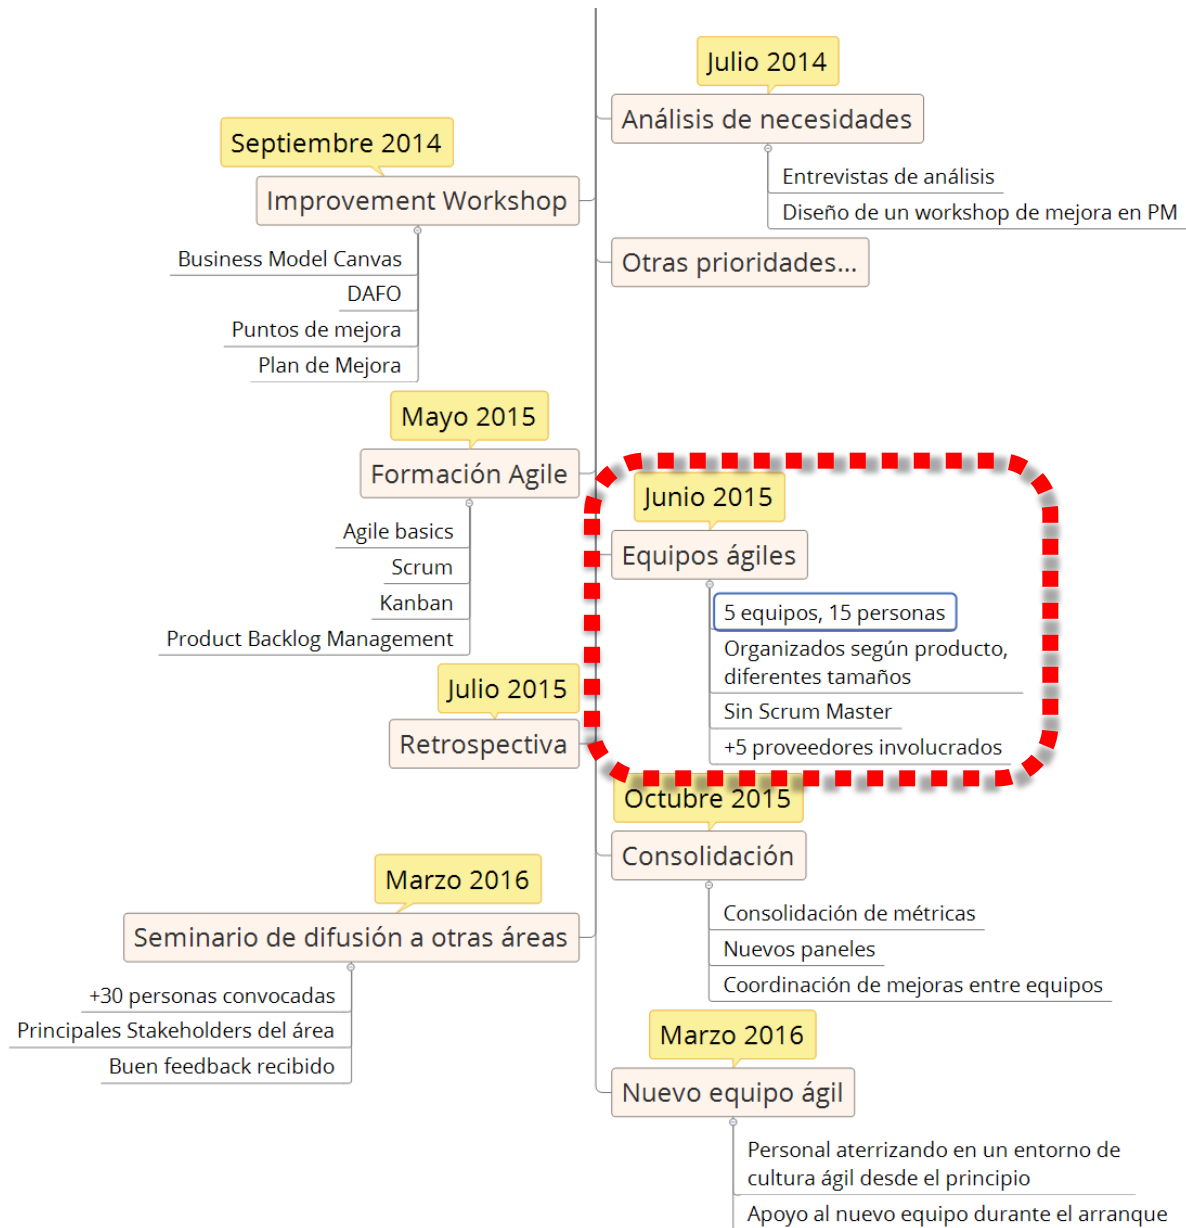 Julio 2014
Análisis de necesidades
Entrevistas de análisis
Diseño de un workshop de mejora en PM
Septiembre 2014
Improvement Workshop
Business Model Canvas
DAFO
Puntos de mejora
Plan de Mejora
Otras prioridades...
Mayo 2015
Formación Agile
Agile basics
Scrum
Kanban
Product Backlog Management
Junio 2015
Equipos ágiles
5 equipos, 15 personas
Organizados según producto,
diferentes tamaños
Sin Scrum Master
+5 proveedores involucrados
Julio 2015
Retrospectiva
Octubre 2015
Consolidación
Consolidación de métricas
Nuevos paneles
Coordinación de mejoras entre equipos
Marzo 2016
Seminario de difusión a otras áreas
+30 personas convocadas
Principales Stakeholders del área
Buen feedback recibido
Marzo 2016
Nuevo equipo ágil
Personal aterrizando en un entorno de
cultura ágil desde el principio
Apoyo al nuevo equipo durante el arranque